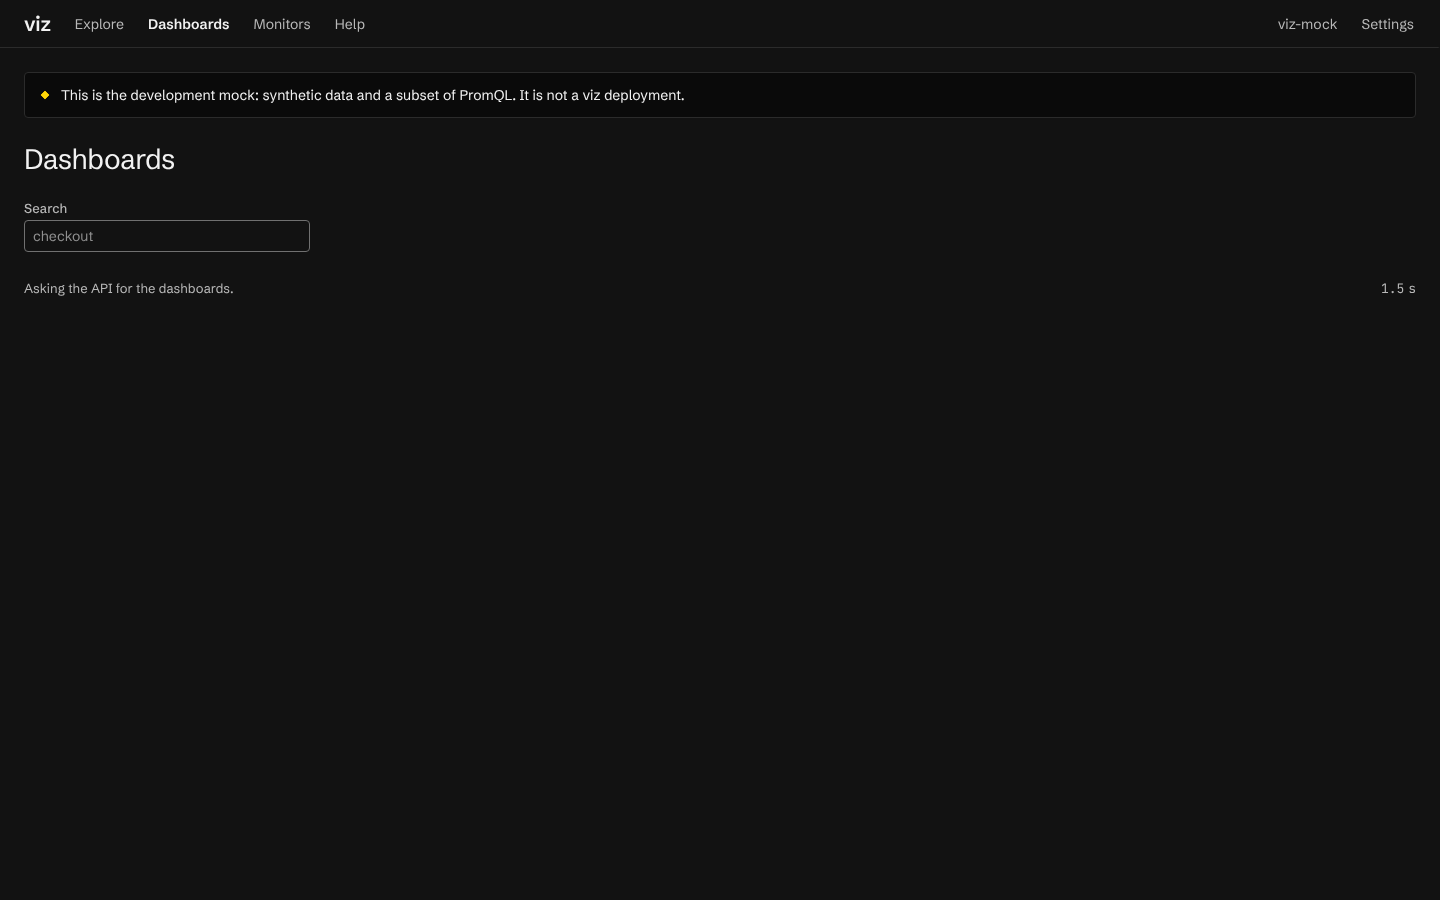 viz Explore Dashboards Monitors Help viz-mock Settings
This is the development mock: synthetic data and a subset of PromQL. It is not a viz deployment.
Dashboards
Search
checkout
Asking the API for the dashboards. 1.5 s